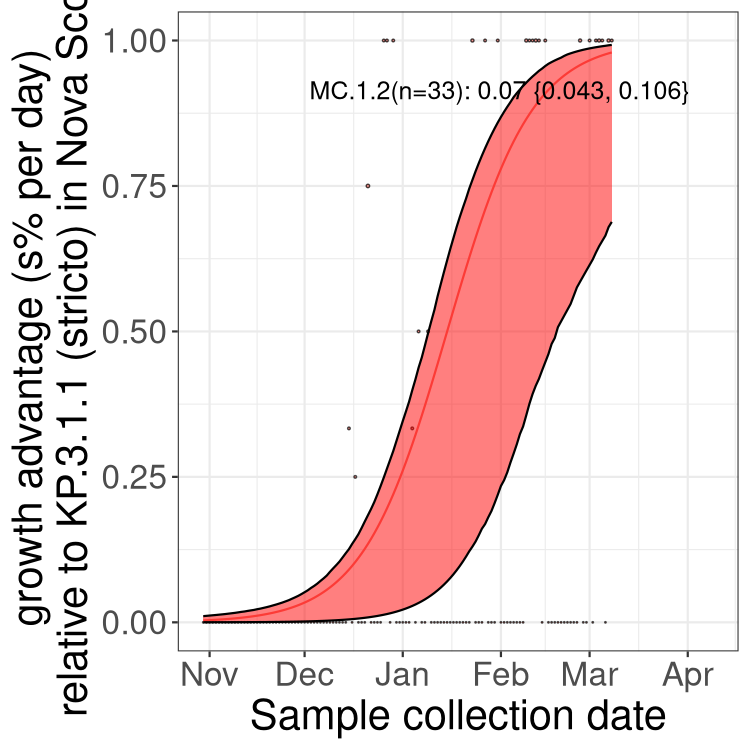 growth advantage (s% per day)
relative to KP.3.1.1 (stricto) in Nova Sco
1.00
0.75
0.50
0.25
0.00
MC.1.2(n=33): 0.07 {0.043, 0.106}
Nov Dec Jan Feb Mar Apr
Sample collection date